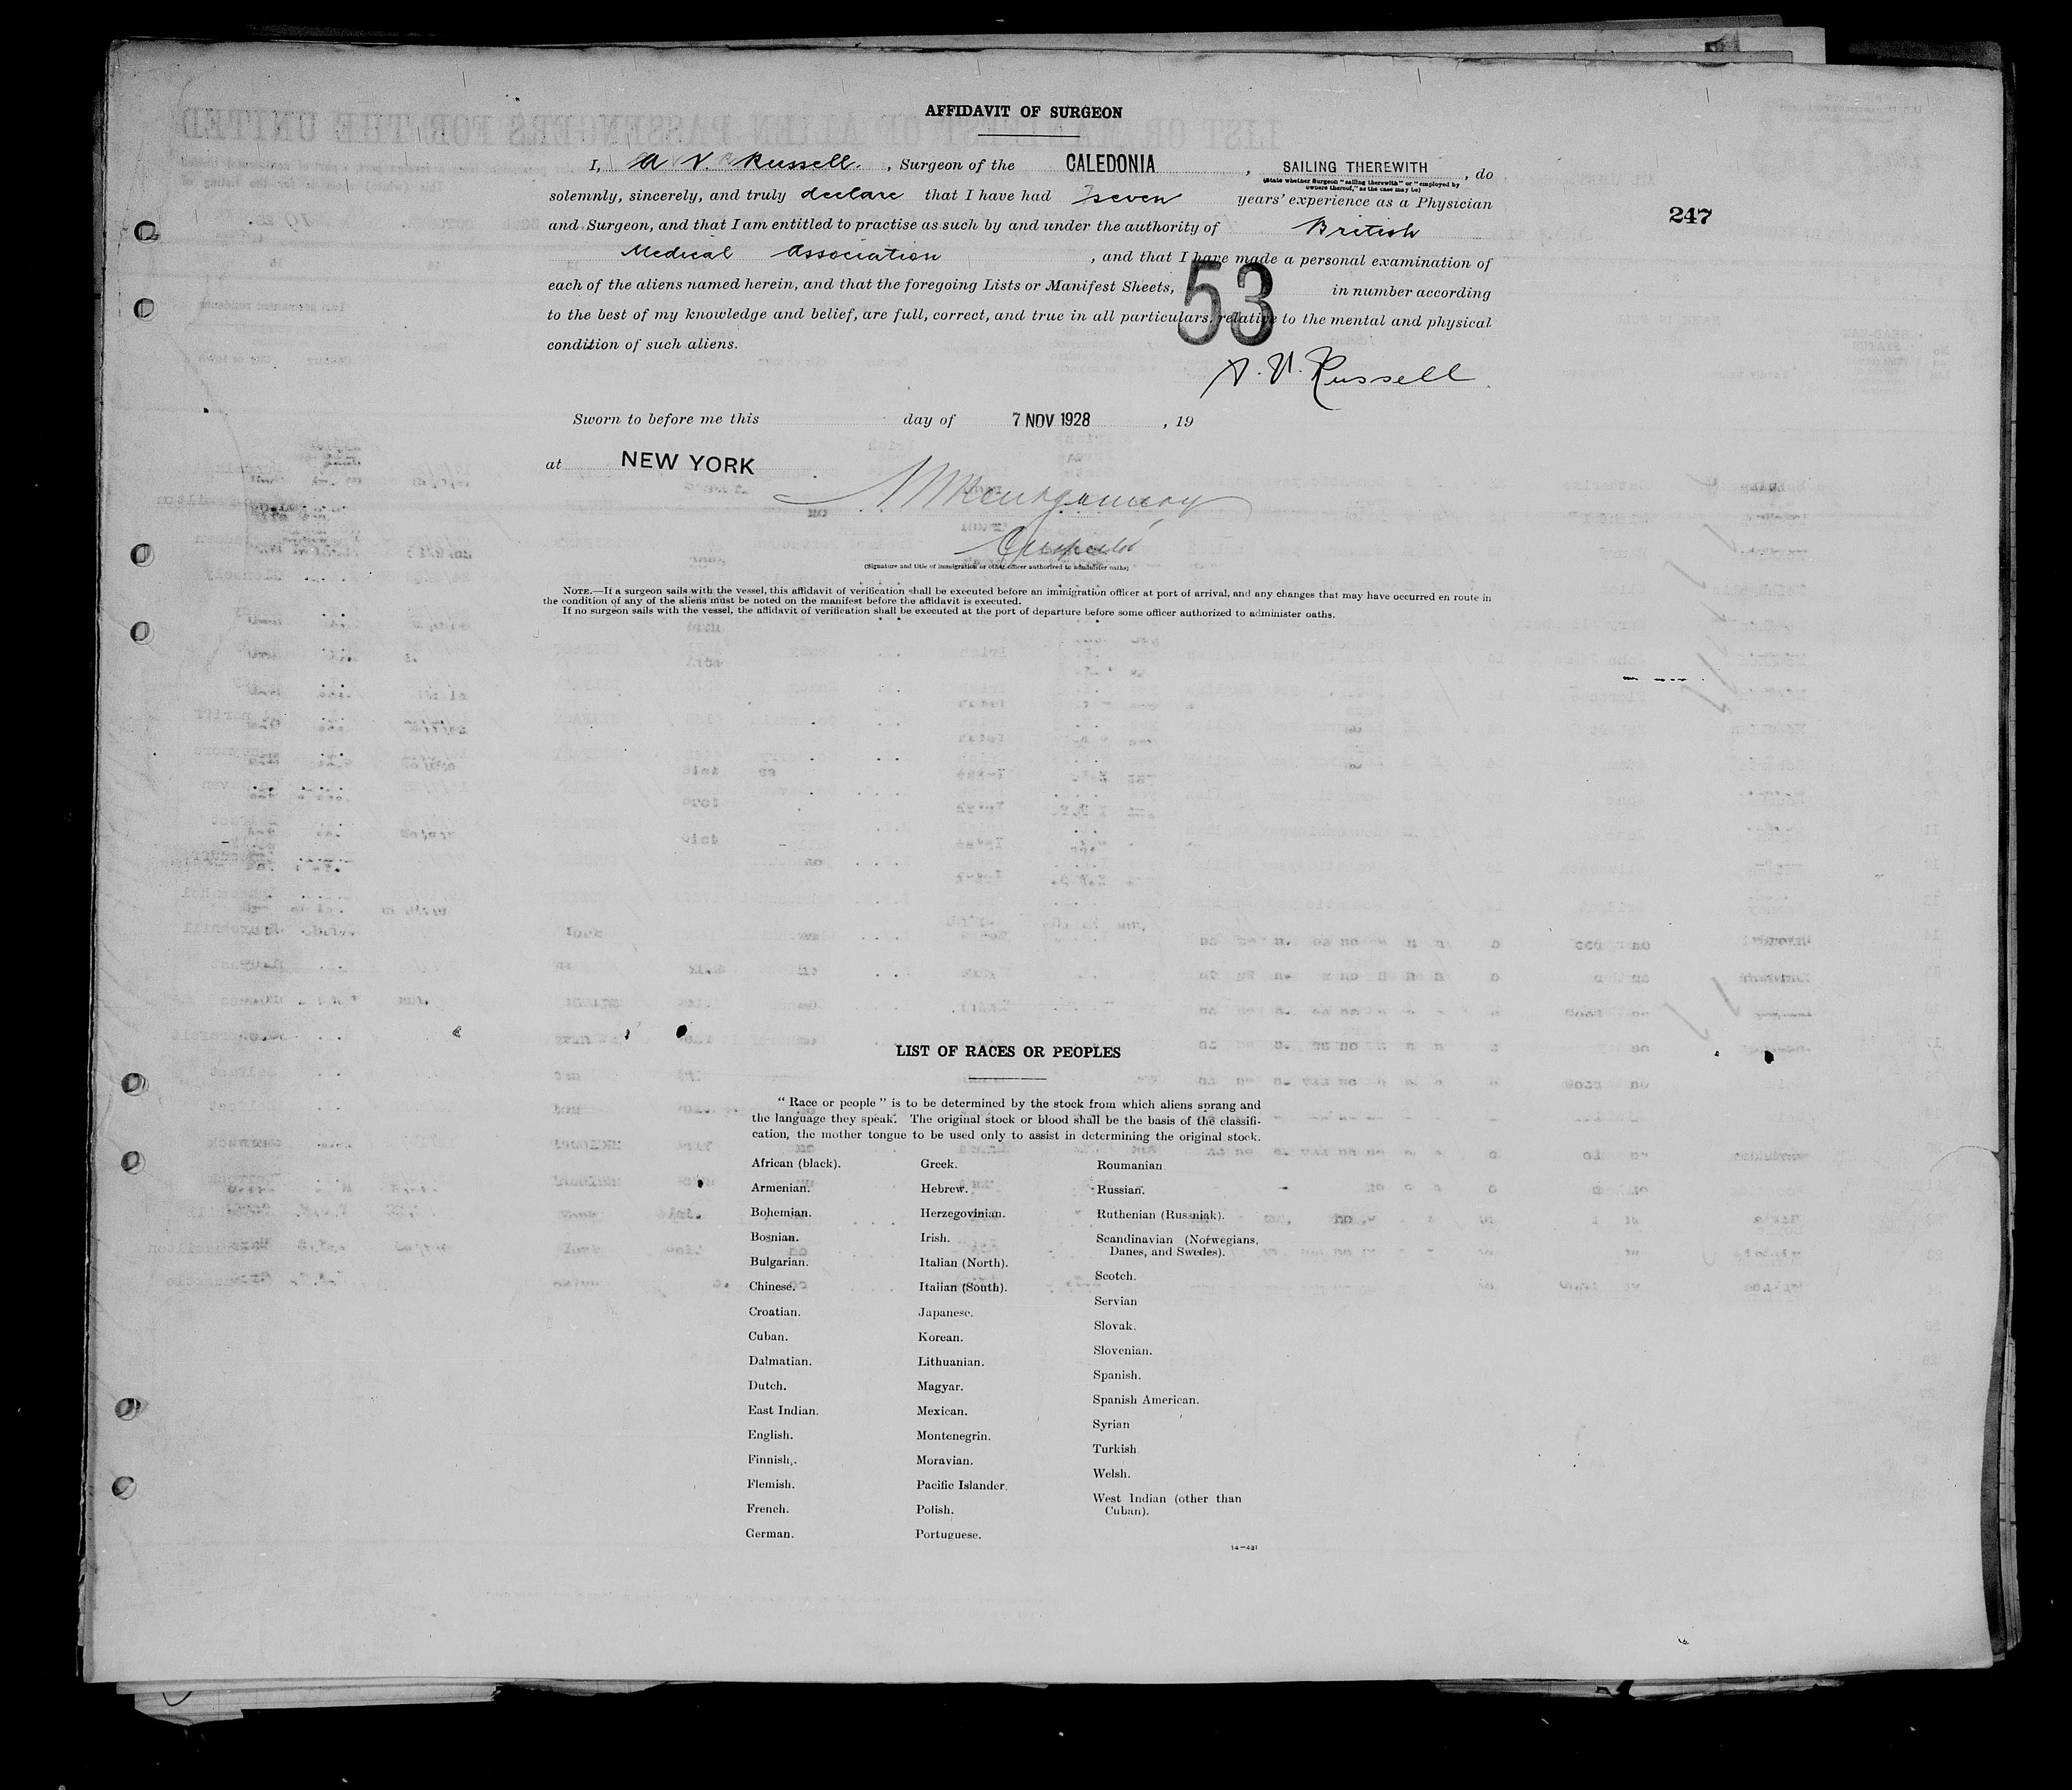 AFFIDAVIT OF SURGEON
I, A V Russell. , Surgeon of the CALEDONIA , SAILING THEREWITH , do
(State whether Surgeon "sailing therewith" or "employed by
owners thereof," as the case may be)
solemnly, sincerely, and truly declare that I have had seven years' experience as a Physician
247
and Surgeon, and that I am entitled to practise as such by and under the authority of British
Medical Association , and that I have made a personal examination of
each of the aliens named herein, and that the foregoing Lists or Manifest Sheets, 53 in number according
to the best of my knowledge and belief, are full, correct, and true in all particulars, relative to the mental and physical
condition of such aliens.
A. V. Russell
Sworn to before me this day of 7 NOV 1928 , 19
at NEW YORK
Montgomery
(Signature and title of immigration or other officer authorized to administer oaths)
NOTE.—If a surgeon sails with the vessel, this affidavit of verification shall be executed before an immigration officer at port of arrival, and any changes that may have occurred en route in
the condition of any of the aliens must be noted on the manifest before the affidavit is executed.
If no surgeon sails with the vessel, the affidavit of verification shall be executed at the port of departure before some officer authorized to administer oaths.
LIST OF RACES OR PEOPLES
"Race or people" is to be determined by the stock from which aliens sprang and
the language they speak. The original stock or blood shall be the basis of the classifi-
cation, the mother tongue to be used only to assist in determining the original stock.
African (black).
Armenian.
Bohemian.
Bosnian.
Bulgarian.
Chinese.
Croatian.
Cuban.
Dalmatian.
Dutch.
East Indian.
English.
Finnish.
Flemish.
French.
German.
Greek.
Hebrew.
Herzegovinian.
Irish.
Italian (North).
Italian (South).
Japanese.
Korean.
Lithuanian.
Magyar.
Mexican.
Montenegrin.
Moravian.
Pacific Islander.
Polish.
Portuguese.
Roumanian
Russian.
Ruthenian (Russniak).
Scandinavian (Norwegians,
Danes, and Swedes).
Scotch.
Servian
Slovak.
Slovenian.
Spanish.
Spanish American.
Syrian
Turkish
Welsh.
West Indian (other than
Cuban).
14—421